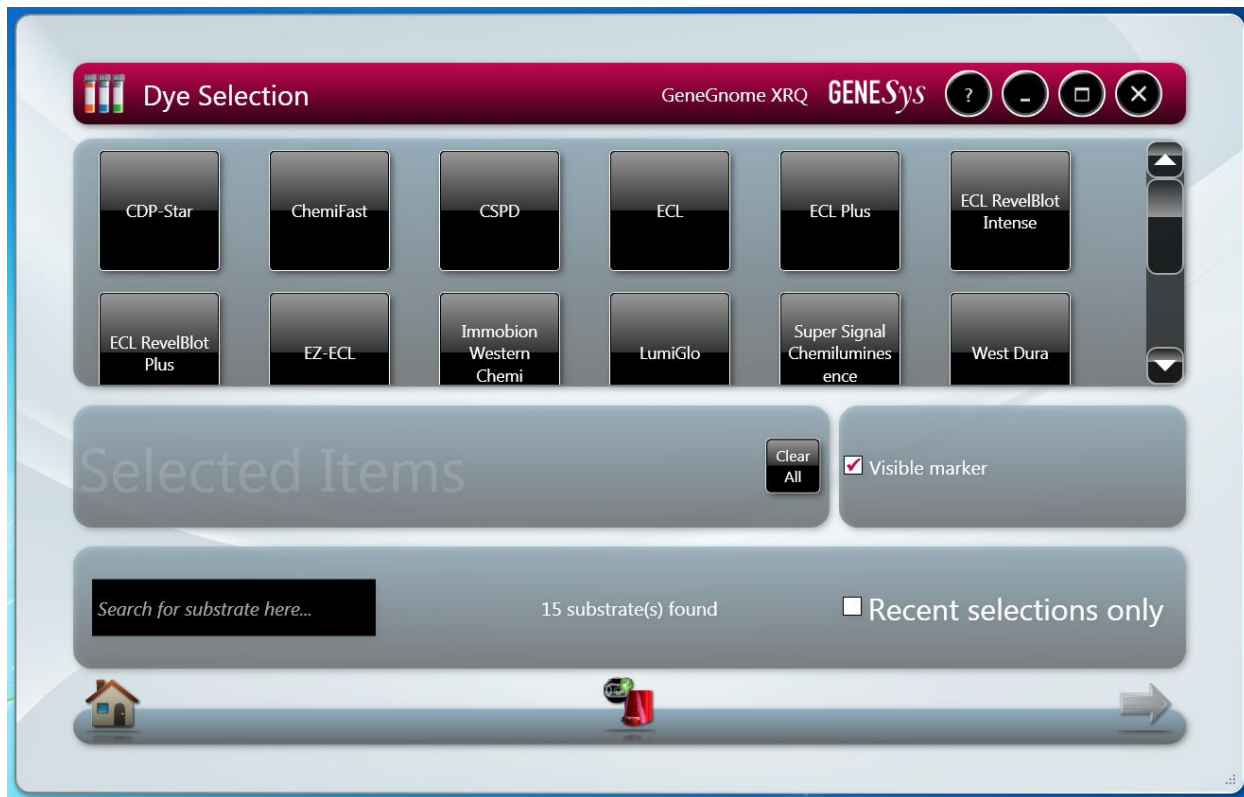 Dye Selection
GeneGnome XRQ GENESys ?
CDP-Star
ChemiFast
CSPD
ECL
ECL Plus
ECL RevelBlot
Intense
ECL RevelBlot
Plus
EZ-ECL
Immobion
Western
Chemi
LumiGlo
Super Signal
Chemilumines
ence
West Dura
Selected Items
Clear
All
Visible marker
Search for substrate here...
15 substrate(s) found
Recent selections only